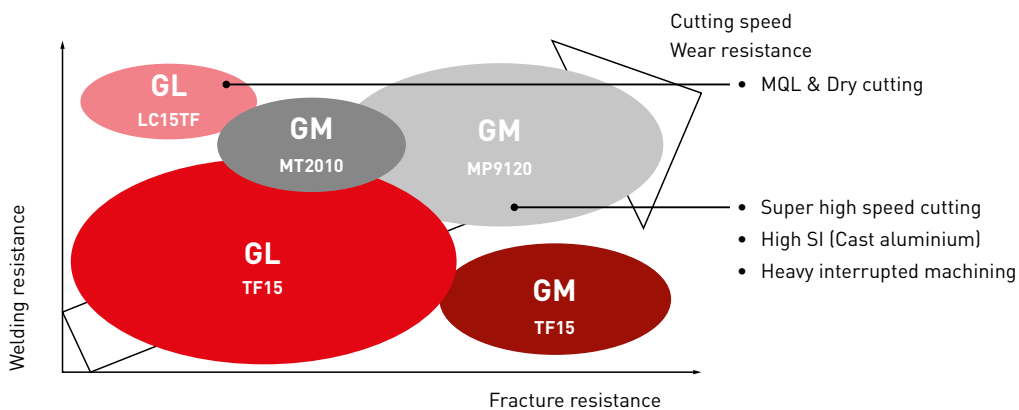 Cutting speed
Wear resistance
MQL & Dry cutting
GL
LC15TF
GM
MT2010
GM
MP9120
Super high speed cutting
High SI (Cast aluminium)
Heavy interrupted machining
GL
TF15
GM
TF15
Welding resistance
Fracture resistance